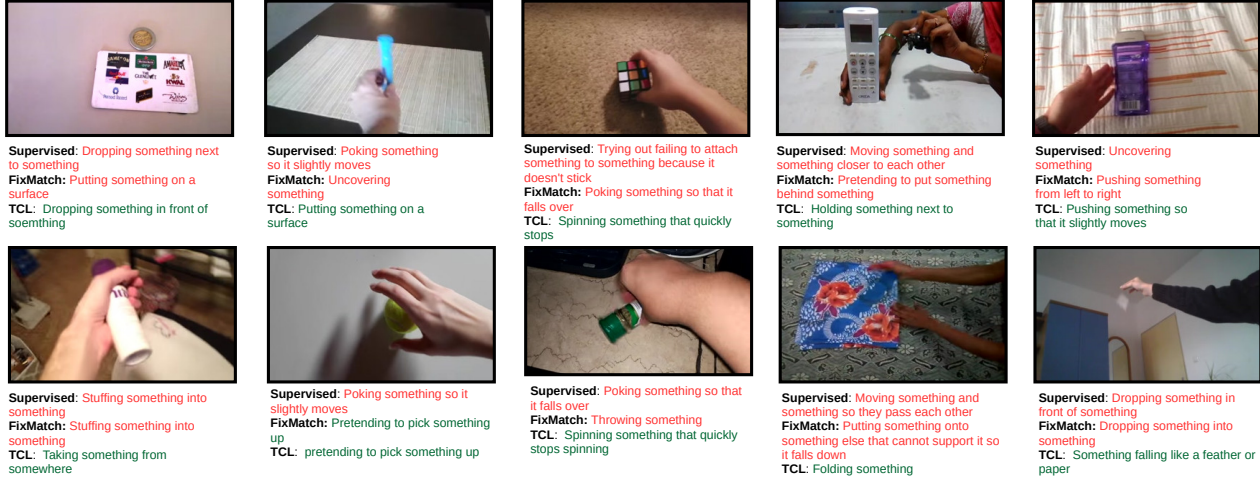 Supervised: Dropping something next
to something
FixMatch: Putting something on a
surface
TCL: Dropping something in front of
soemthing
Supervised: Poking something
so it slightly moves
FixMatch: Uncovering
something
TCL: Putting something on a
surface
Supervised: Trying out failing to attach
something to something because it
doesn't stick
FixMatch: Poking something so that it
falls over
TCL: Spinning something that quickly
stops
Supervised: Moving something and
something closer to each other
FixMatch: Pretending to put something
behind something
TCL: Holding something next to
something
Supervised: Uncovering
something
FixMatch: Pushing something
from left to right
TCL: Pushing something so
that it slightly moves
Supervised: Stuffing something into
something
FixMatch: Stuffing something into
something
TCL: Taking something from
somewhere
Supervised: Poking something so it
slightly moves
FixMatch: Pretending to pick something
up
TCL: pretending to pick something up
Supervised: Poking something so that
it falls over
FixMatch: Throwing something
TCL: Spinning something that quickly
stops spinning
Supervised: Moving something and
something so they pass each other
FixMatch: Putting something onto
something else that cannot support it so
it falls down
TCL: Folding something
Supervised: Dropping something in
front of something
FixMatch: Dropping something into
something
TCL: Something falling like a feather or
paper